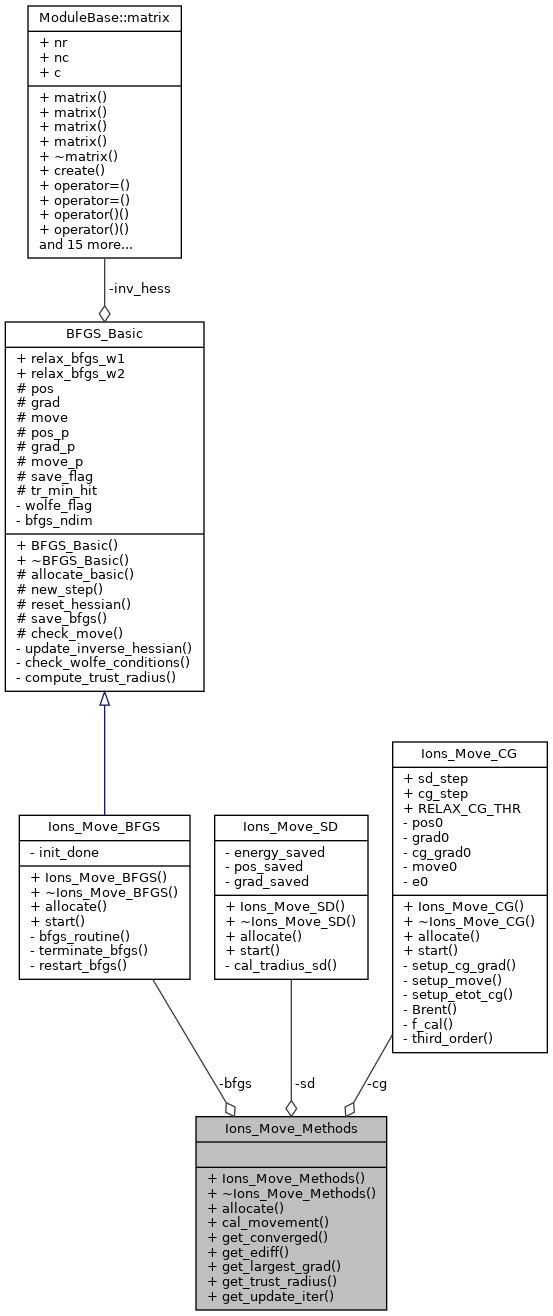 ModuleBase::matrix
+ nr
+ nc
+ c
+ matrix()
+ matrix()
+ matrix()
+ matrix()
+ ~matrix()
+ create()
+ operator=()
+ operator=()
+ operator()()
+ operator()()
and 15 more...
-inv_hess
BFGS_Basic
+ relax_bfgs_w1
+ relax_bfgs_w2
# pos
# grad
# move
# pos_p
# grad_p
# move_p
# save_flag
# tr_min_hit
- wolfe_flag
- bfgs_ndim
+ BFGS_Basic()
+ ~BFGS_Basic()
# allocate_basic()
# new_step()
# reset_hessian()
# save_bfgs()
# check_move()
- update_inverse_hessian()
- check_wolfe_conditions()
- compute_trust_radius()
Ions_Move_BFGS
- init_done
+ Ions_Move_BFGS()
+ ~Ions_Move_BFGS()
+ allocate()
+ start()
- bfgs_routine()
- terminate_bfgs()
- restart_bfgs()
Ions_Move_SD
- energy_saved
- pos_saved
- grad_saved
+ Ions_Move_SD()
+ ~Ions_Move_SD()
+ allocate()
+ start()
- cal_tradius_sd()
Ions_Move_CG
+ sd_step
+ cg_step
+ RELAX_CG_THR
- pos0
- grad0
- cg_grad0
- move0
- e0
+ Ions_Move_CG()
+ ~Ions_Move_CG()
+ allocate()
+ start()
- setup_cg_grad()
- setup_move()
- setup_etot_cg()
- Brent()
- f_cal()
- third_order()
-bfgs
-sd
-cg
Ions_Move_Methods
+ Ions_Move_Methods()
+ ~Ions_Move_Methods()
+ allocate()
+ cal_movement()
+ get_converged()
+ get_ediff()
+ get_largest_grad()
+ get_trust_radius()
+ get_update_iter()